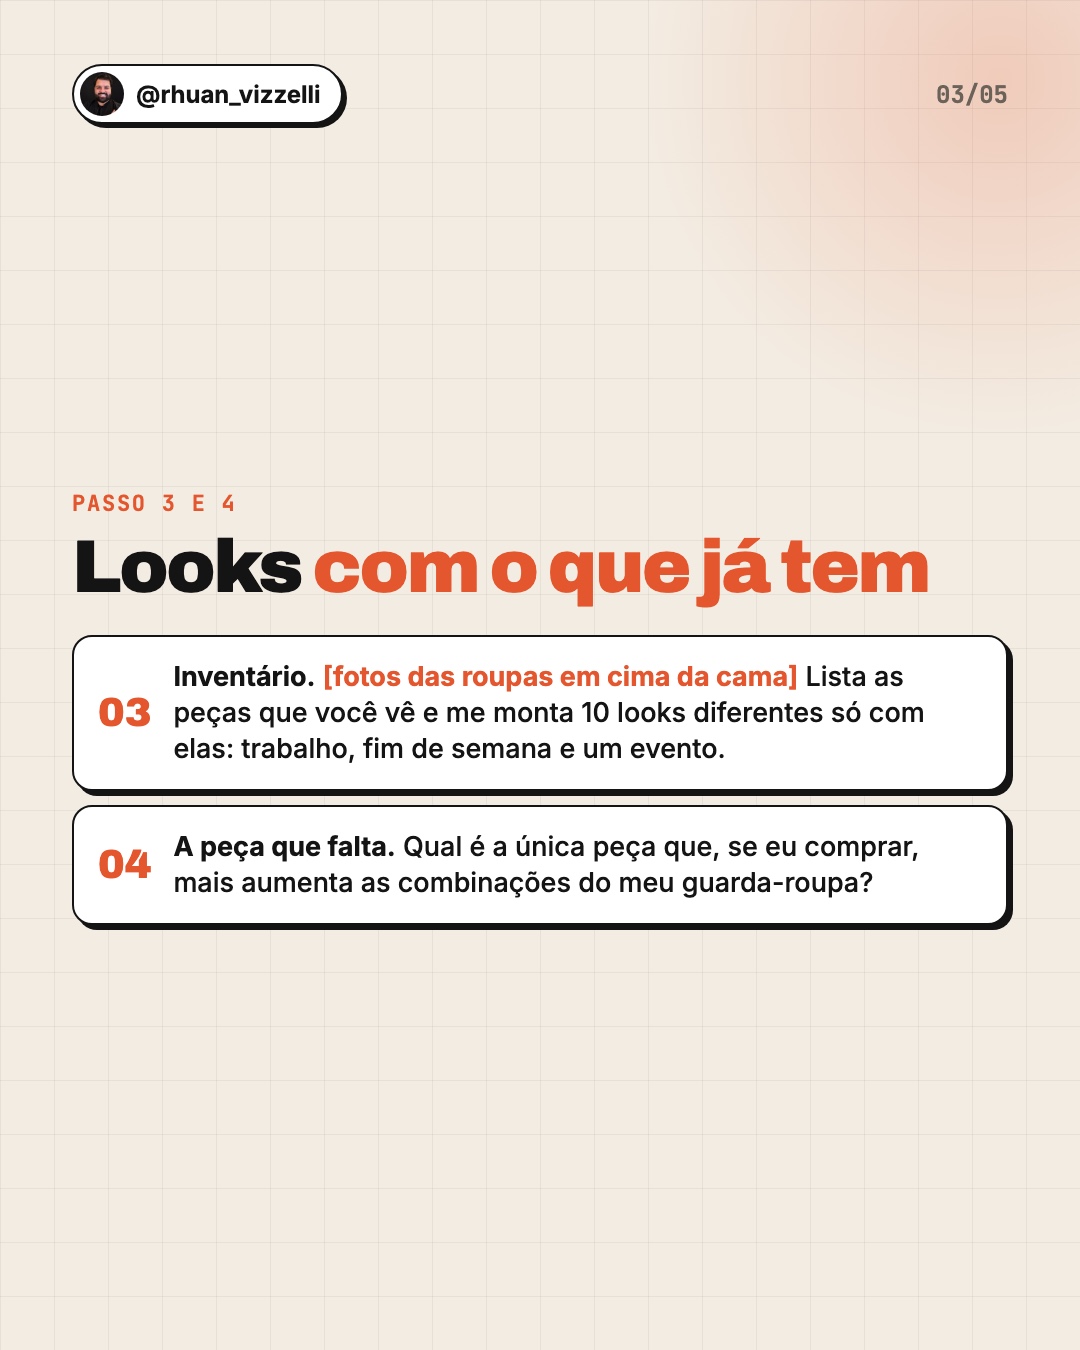 @rhuan_vizzelli
03/05
PASSO 3 E 4
Looks com o que já tem
03
Inventário. [fotos das roupas em cima da cama] Lista as
peças que você vê e me monta 10 looks diferentes só com
elas: trabalho, fim de semana e um evento.
04
A peça que falta. Qual é a única peça que, se eu comprar,
mais aumenta as combinações do meu guarda-roupa?